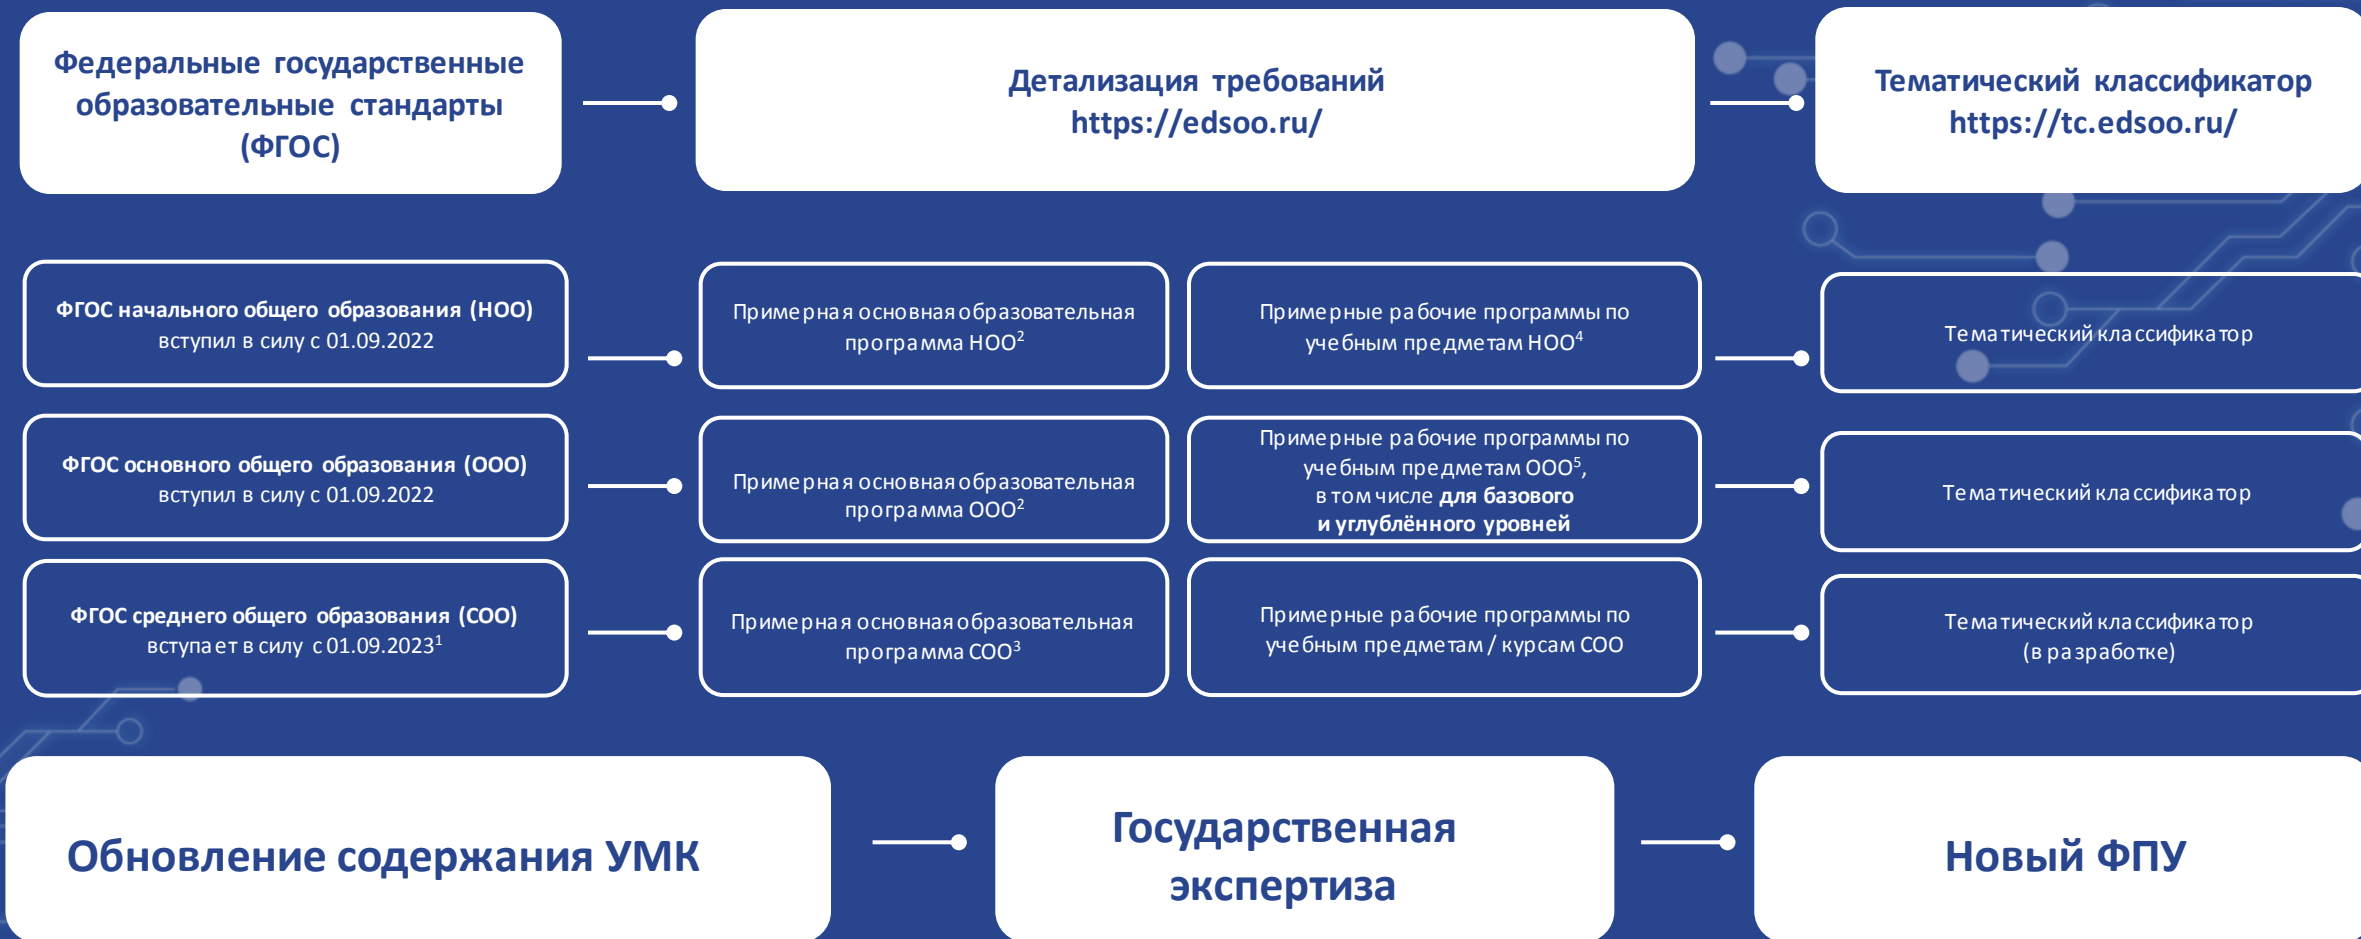 Федеральные государственные
образовательные стандарты
(ФГОС)
Детализация требований
https://edsoo.ru/
Тематический классификатор
https://tc.edsoo.ru/
ФГОС начального общего образования (НОО)
вступил в силу с 01.09.2022
Примерная основная образовательная
программа НОО²
Примерные рабочие программы по
учебным предметам НОО⁴
Тематический классификатор
ФГОС основного общего образования (ООО)
вступил в силу с 01.09.2022
Примерная основная образовательная
программа ООО²
Примерные рабочие программы по
учебным предметам ООО⁵,
в том числе для базового
и углублённого уровней
Тематический классификатор
ФГОС среднего общего образования (СОО)
вступает в силу с 01.09.2023¹
Примерная основная образовательная
программа СОО³
Примерные рабочие программы по
учебным предметам / курсам СОО
Тематический классификатор
(в разработке)
Обновление содержания УМК
Государственная
экспертиза
Новый ФПУ